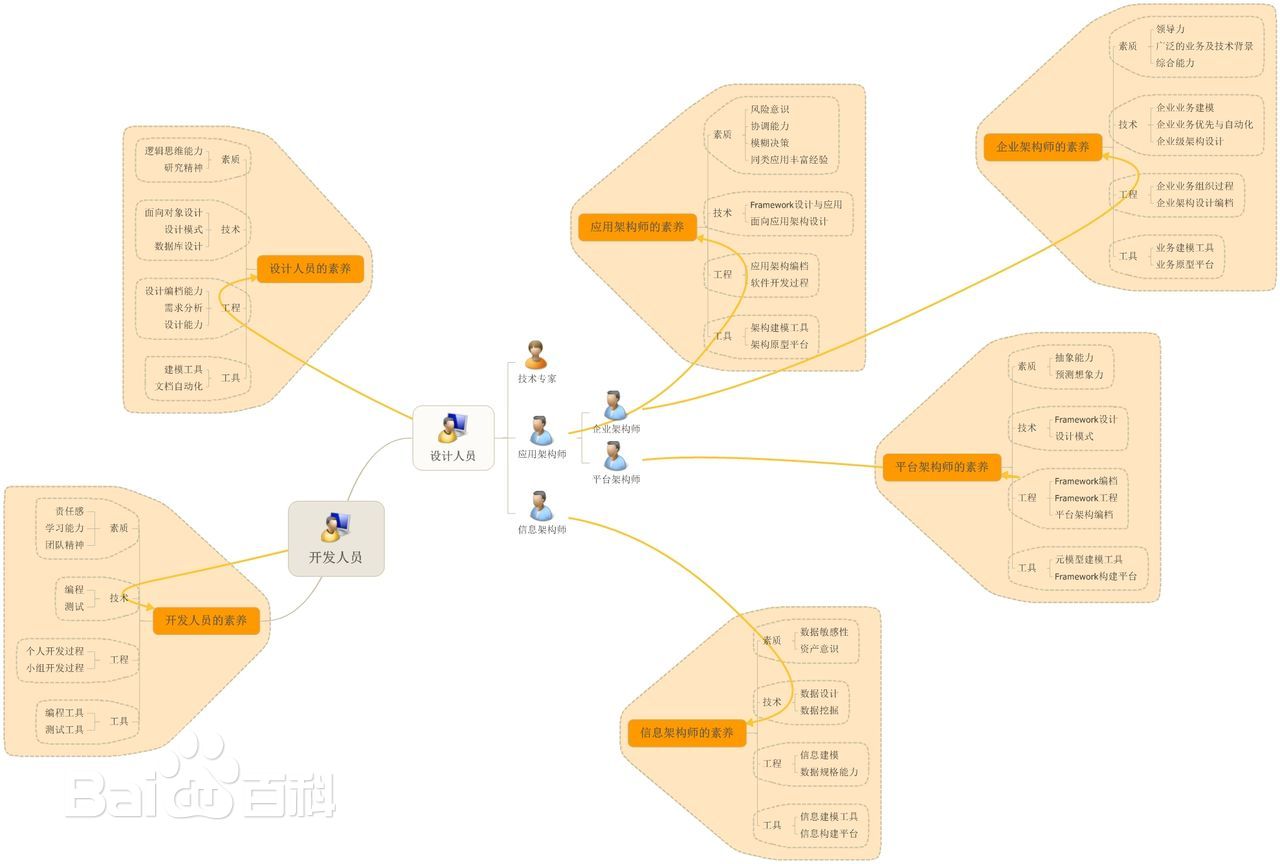 逻辑思维能力
研究精神
素质
面向对象设计
设计模式
数据库设计
技术
设计编档能力
需求分析
设计能力
工程
建模工具
文档自动化
工具
设计人员的素养
责任感
学习能力
团队精神
素质
编程
测试
技术
个人开发过程
小组开发过程
工程
编程工具
测试工具
工具
开发人员的素养
开发人员
设计人员
技术专家
应用架构师
信息架构师
企业架构师
平台架构师
应用架构师的素养
素质
风险意识
协调能力
模糊决策
同类应用丰富经验
技术
Framework设计与应用
面向应用架构设计
工程
应用架构编档
软件开发过程
工具
架构建模工具
架构原型平台
企业架构师的素养
素质
领导力
广泛的业务及技术背景
综合能力
技术
企业业务建模
企业业务优先与自动化
企业级架构设计
工程
企业业务组织过程
企业架构设计编档
工具
业务建模工具
业务原型平台
平台架构师的素养
素质
抽象能力
预测想象力
技术
Framework设计
设计模式
工程
Framework编档
Framework工程
平台架构编档
工具
元模型建模工具
Framework构建平台
信息架构师的素养
素质
数据敏感性
资产意识
技术
数据设计
数据挖掘
工程
信息建模
数据规格能力
工具
信息建模工具
信息构建平台
Bai 百科